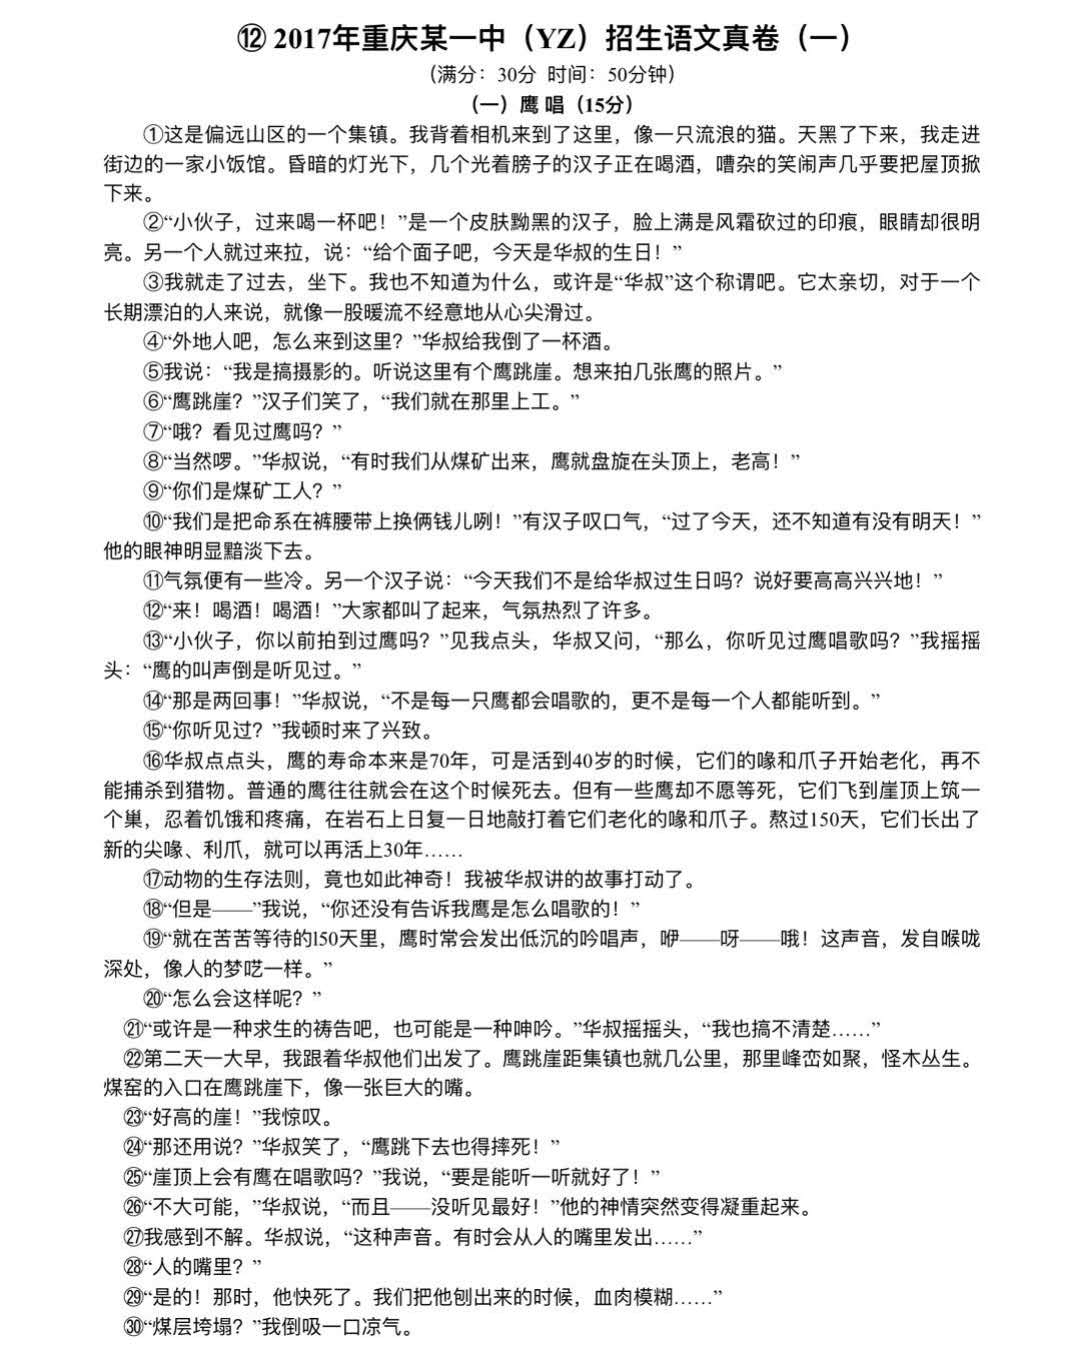 ⑫ 2017年重庆某一中（YZ）招生语文真卷（一）
（满分：30分 时间：50分钟）
（一）鹰 唱（15分）
①这是偏远山区的一个集镇。我背着相机来到了这里，像一只流浪的猫。天黑了下来，我走进
街边的一家小饭馆。昏暗的灯光下，几个光着膀子的汉子正在喝酒，嘈杂的笑闹声几乎要把屋顶掀
下来。
②“小伙子，过来喝一杯吧！”是一个皮肤黝黑的汉子，脸上满是风霜砍过的印痕，眼睛却很明
亮。另一个人就过来拉，说：“给个面子吧，今天是华叔的生日！”
③我就走了过去，坐下。我也不知道为什么，或许是“华叔”这个称谓吧。它太亲切，对于一个
长期漂泊的人来说，就像一股暖流不经意地从心尖滑过。
④“外地人吧，怎么来到这里？”华叔给我倒了一杯酒。
⑤我说：“我是搞摄影的。听说这里有个鹰跳崖。想来拍几张鹰的照片。”
⑥“鹰跳崖？”汉子们笑了，“我们就在那里上工。”
⑦“哦？看见过鹰吗？”
⑧“当然啰。”华叔说，“有时我们从煤矿出来，鹰就盘旋在头顶上，老高！”
⑨“你们是煤矿工人？”
⑩“我们是把命系在裤腰带上换俩钱儿咧！”有汉子叹口气，“过了今天，还不知道有没有明天！”
他的眼神明显黯淡下去。
⑪气氛便有一些冷。另一个汉子说：“今天我们不是给华叔过生日吗？说好要高高兴兴地！”
⑫“来！喝酒！喝酒！”大家都叫了起来，气氛热烈了许多。
⑬“小伙子，你以前拍到过鹰吗？”见我点头，华叔又问，“那么，你听见过鹰唱歌吗？”我摇摇
头：“鹰的叫声倒是听见过。”
⑭“那是两回事！”华叔说，“不是每一只鹰都会唱歌的，更不是每一个人都能听到。”
⑮“你听见过？”我顿时来了兴致。
⑯华叔点点头，鹰的寿命本来是70年，可是活到40岁的时候，它们的喙和爪子开始老化，再不
能捕杀到猎物。普通的鹰往往就会在这个时候死去。但有一些鹰却不愿等死，它们飞到崖顶上筑一
个巢，忍着饥饿和疼痛，在岩石上日复一日地敲打着它们老化的喙和爪子。熬过150天，它们长出了
新的尖喙、利爪，就可以再活上30年……
⑰动物的生存法则，竟也如此神奇！我被华叔讲的故事打动了。
⑱“但是——”我说，“你还没有告诉我鹰是怎么唱歌的！”
⑲“就在苦苦等待的l50天里，鹰时常会发出低沉的吟唱声，咿——呀——哦！这声音，发自喉咙
深处，像人的梦呓一样。”
⑳“怎么会这样呢？”
㉑“或许是一种求生的祷告吧，也可能是一种呻吟。”华叔摇摇头，“我也搞不清楚……”
㉒第二天一大早，我跟着华叔他们出发了。鹰跳崖距集镇也就几公里，那里峰峦如聚，怪木丛生。
煤窑的入口在鹰跳崖下，像一张巨大的嘴。
㉓“好高的崖！”我惊叹。
㉔“那还用说？”华叔笑了，“鹰跳下去也得摔死！”
㉕“崖顶上会有鹰在唱歌吗？”我说，“要是能听一听就好了！”
㉖“不大可能，”华叔说，“而且——没听见最好！”他的神情突然变得凝重起来。
㉗我感到不解。华叔说，“这种声音。有时会从人的嘴里发出……”
㉘“人的嘴里？”
㉙“是的！那时，他快死了。我们把他刨出来的时候，血肉模糊……”
㉚“煤层垮塌？”我倒吸一口凉气。